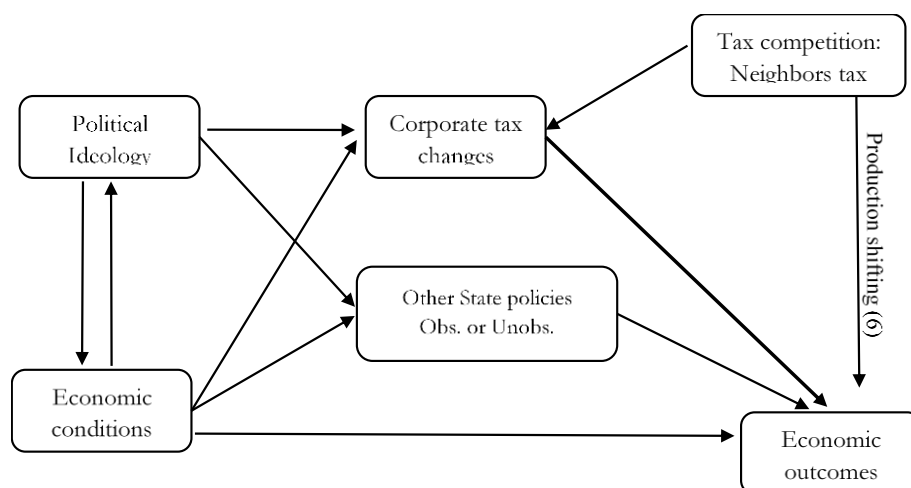 Tax competition:
Neighbors tax
Political
Ideology
Corporate tax
changes
Production shifting (6)
Other State policies
Obs. or Unobs.
Economic
conditions
Economic
outcomes